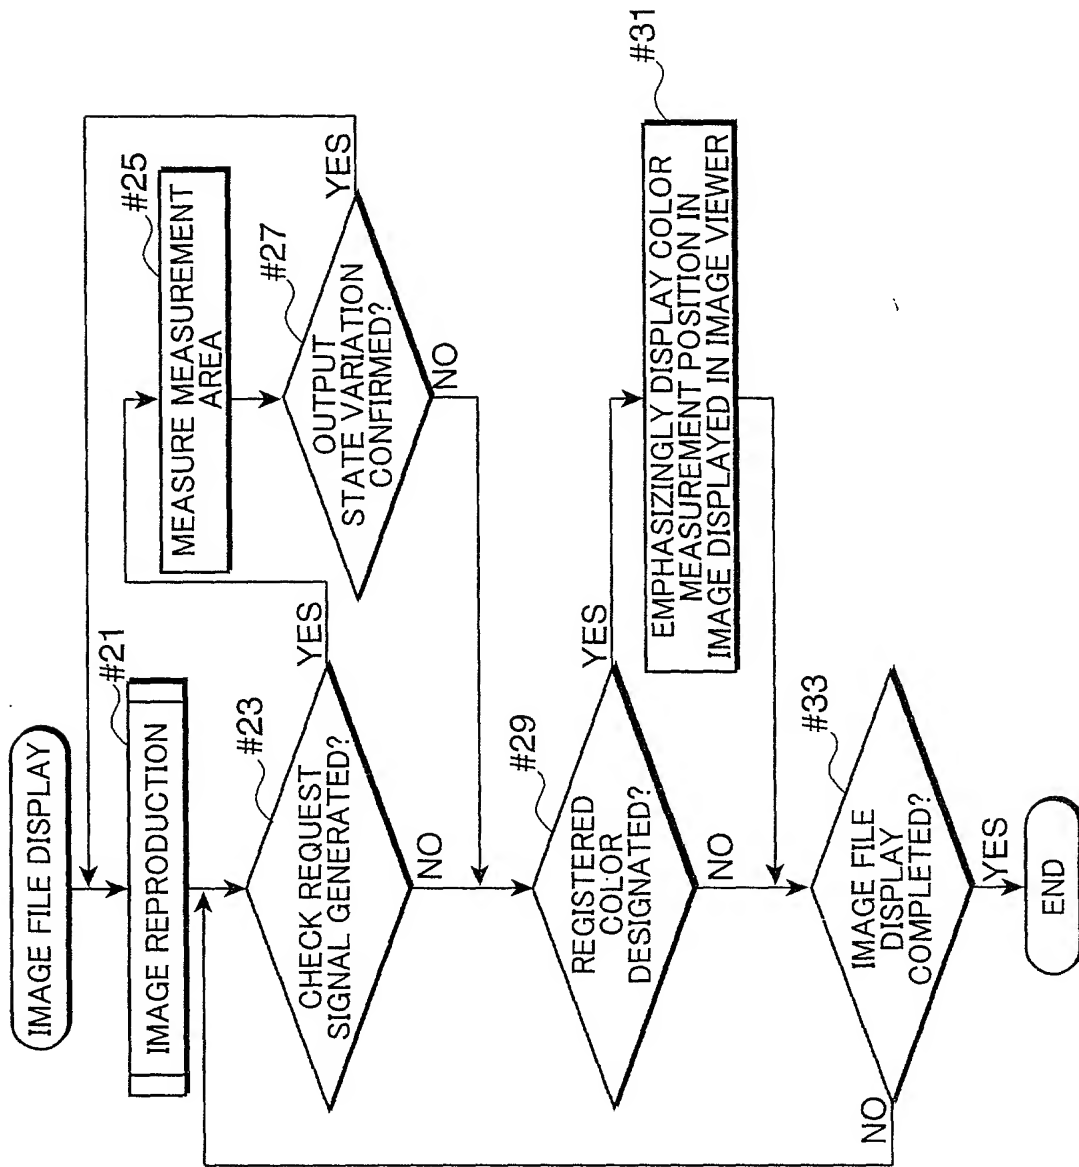 IMAGE FILE DISPLAY
#21
IMAGE REPRODUCTION
#23
CHECK REQUEST
SIGNAL GENERATED?
YES
NO
#25
MEASURE MEASUREMENT
AREA
#27
OUTPUT
STATE VARIATION
CONFIRMED?
YES
NO
#29
REGISTERED
COLOR
DESIGNATED?
YES
NO
#31
EMPHASIZINGLY DISPLAY COLOR
MEASUREMENT POSITION IN
IMAGE DISPLAYED IN IMAGE VIEWER
#33
IMAGE FILE
DISPLAY
COMPLETED?
NO
YES
END